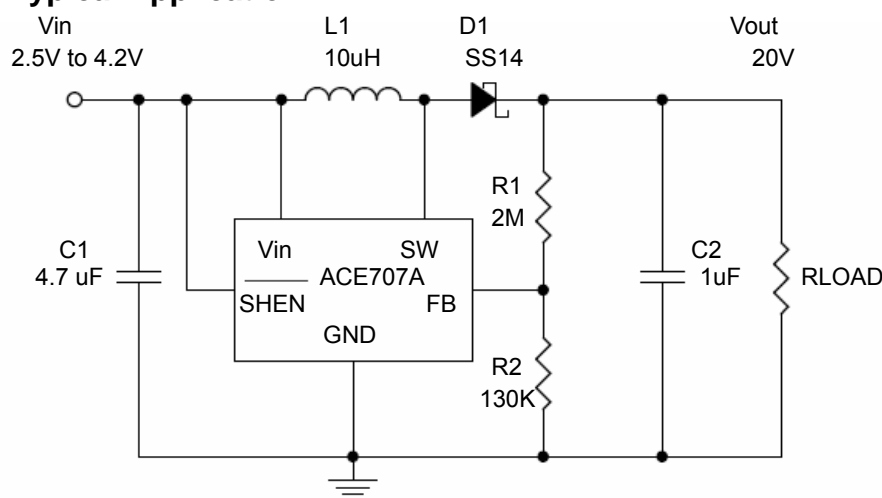 Vin L1 D1 Vout
2.5V to 4.2V 10uH SS14 20V
R1
2M
C1
4.7 uF
Vin SW
ACE707A
SHEN FB
GND
C2
1uF
RLOAD
R2
130K